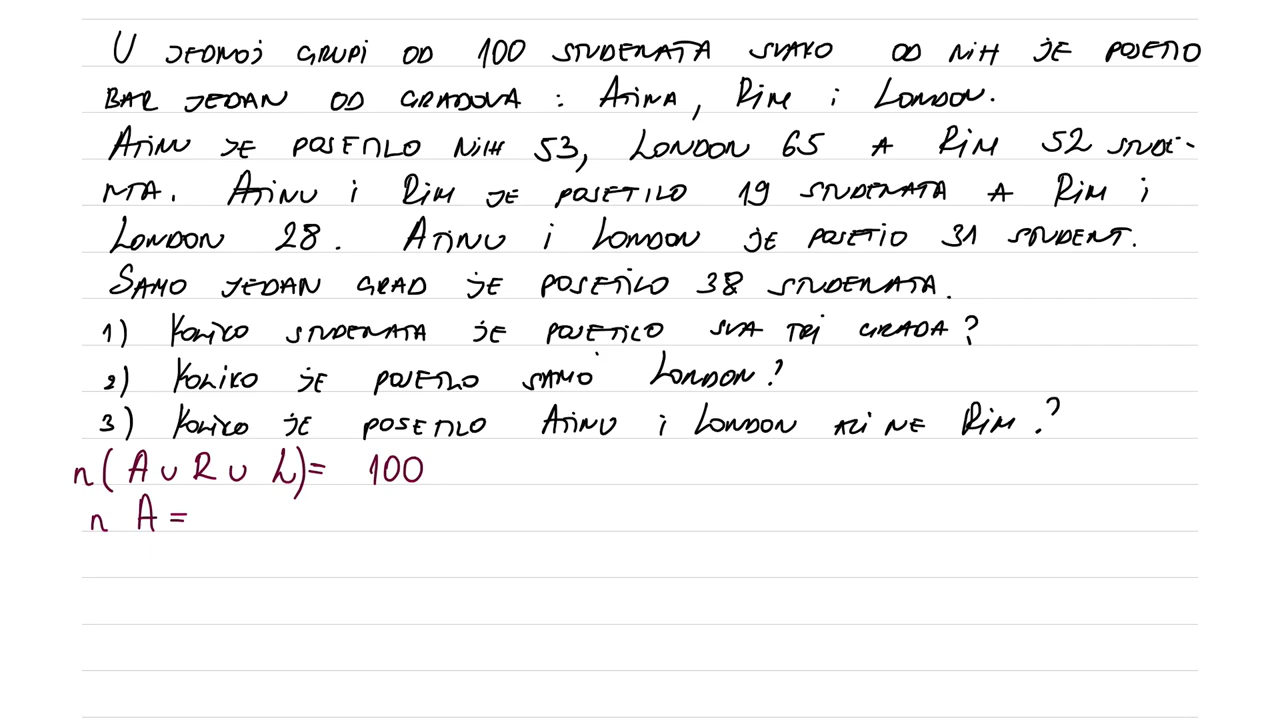 U JEDNOJ GRUPI OD 100 STUDENATA SVAKO OD NJIH JE POSETIO
BAR JEDAN OD GRADOVA : ATINA, RIM i LONDON.
ATINU JE POSETILO NJIH 53, LONDON 65 A RIM 52 STUDE-
NTA. ATINU i RIM JE POSETILO 19 STUDENATA A RIM i
LONDON 28. ATINU i LONDON JE POSETIO 31 STUDENT.
SAMO JEDAN GRAD JE POSETILO 38 STUDENATA.
1) KOLIKO STUDENATA JE POSETILO SVA TRI GRADA?
2) KOLIKO JE POSETILO SAMO LONDON?
3) KOLIKO JE POSETILO ATINU i LONDON ALI NE RIM?
n( A ∪ R ∪ L)= 100
n A =